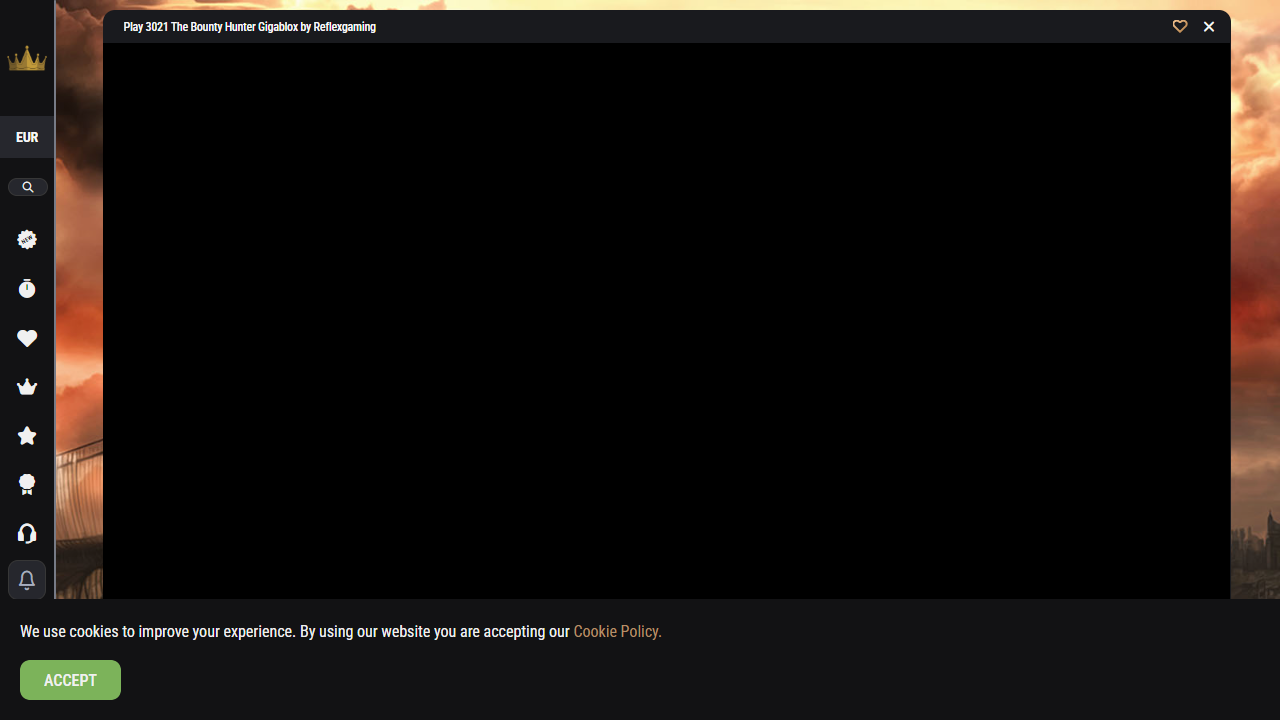 Play 3021 The Bounty Hunter Gigablox by Reflexgaming
EUR
NEW
We use cookies to improve your experience. By using our website you are accepting our Cookie Policy.
ACCEPT